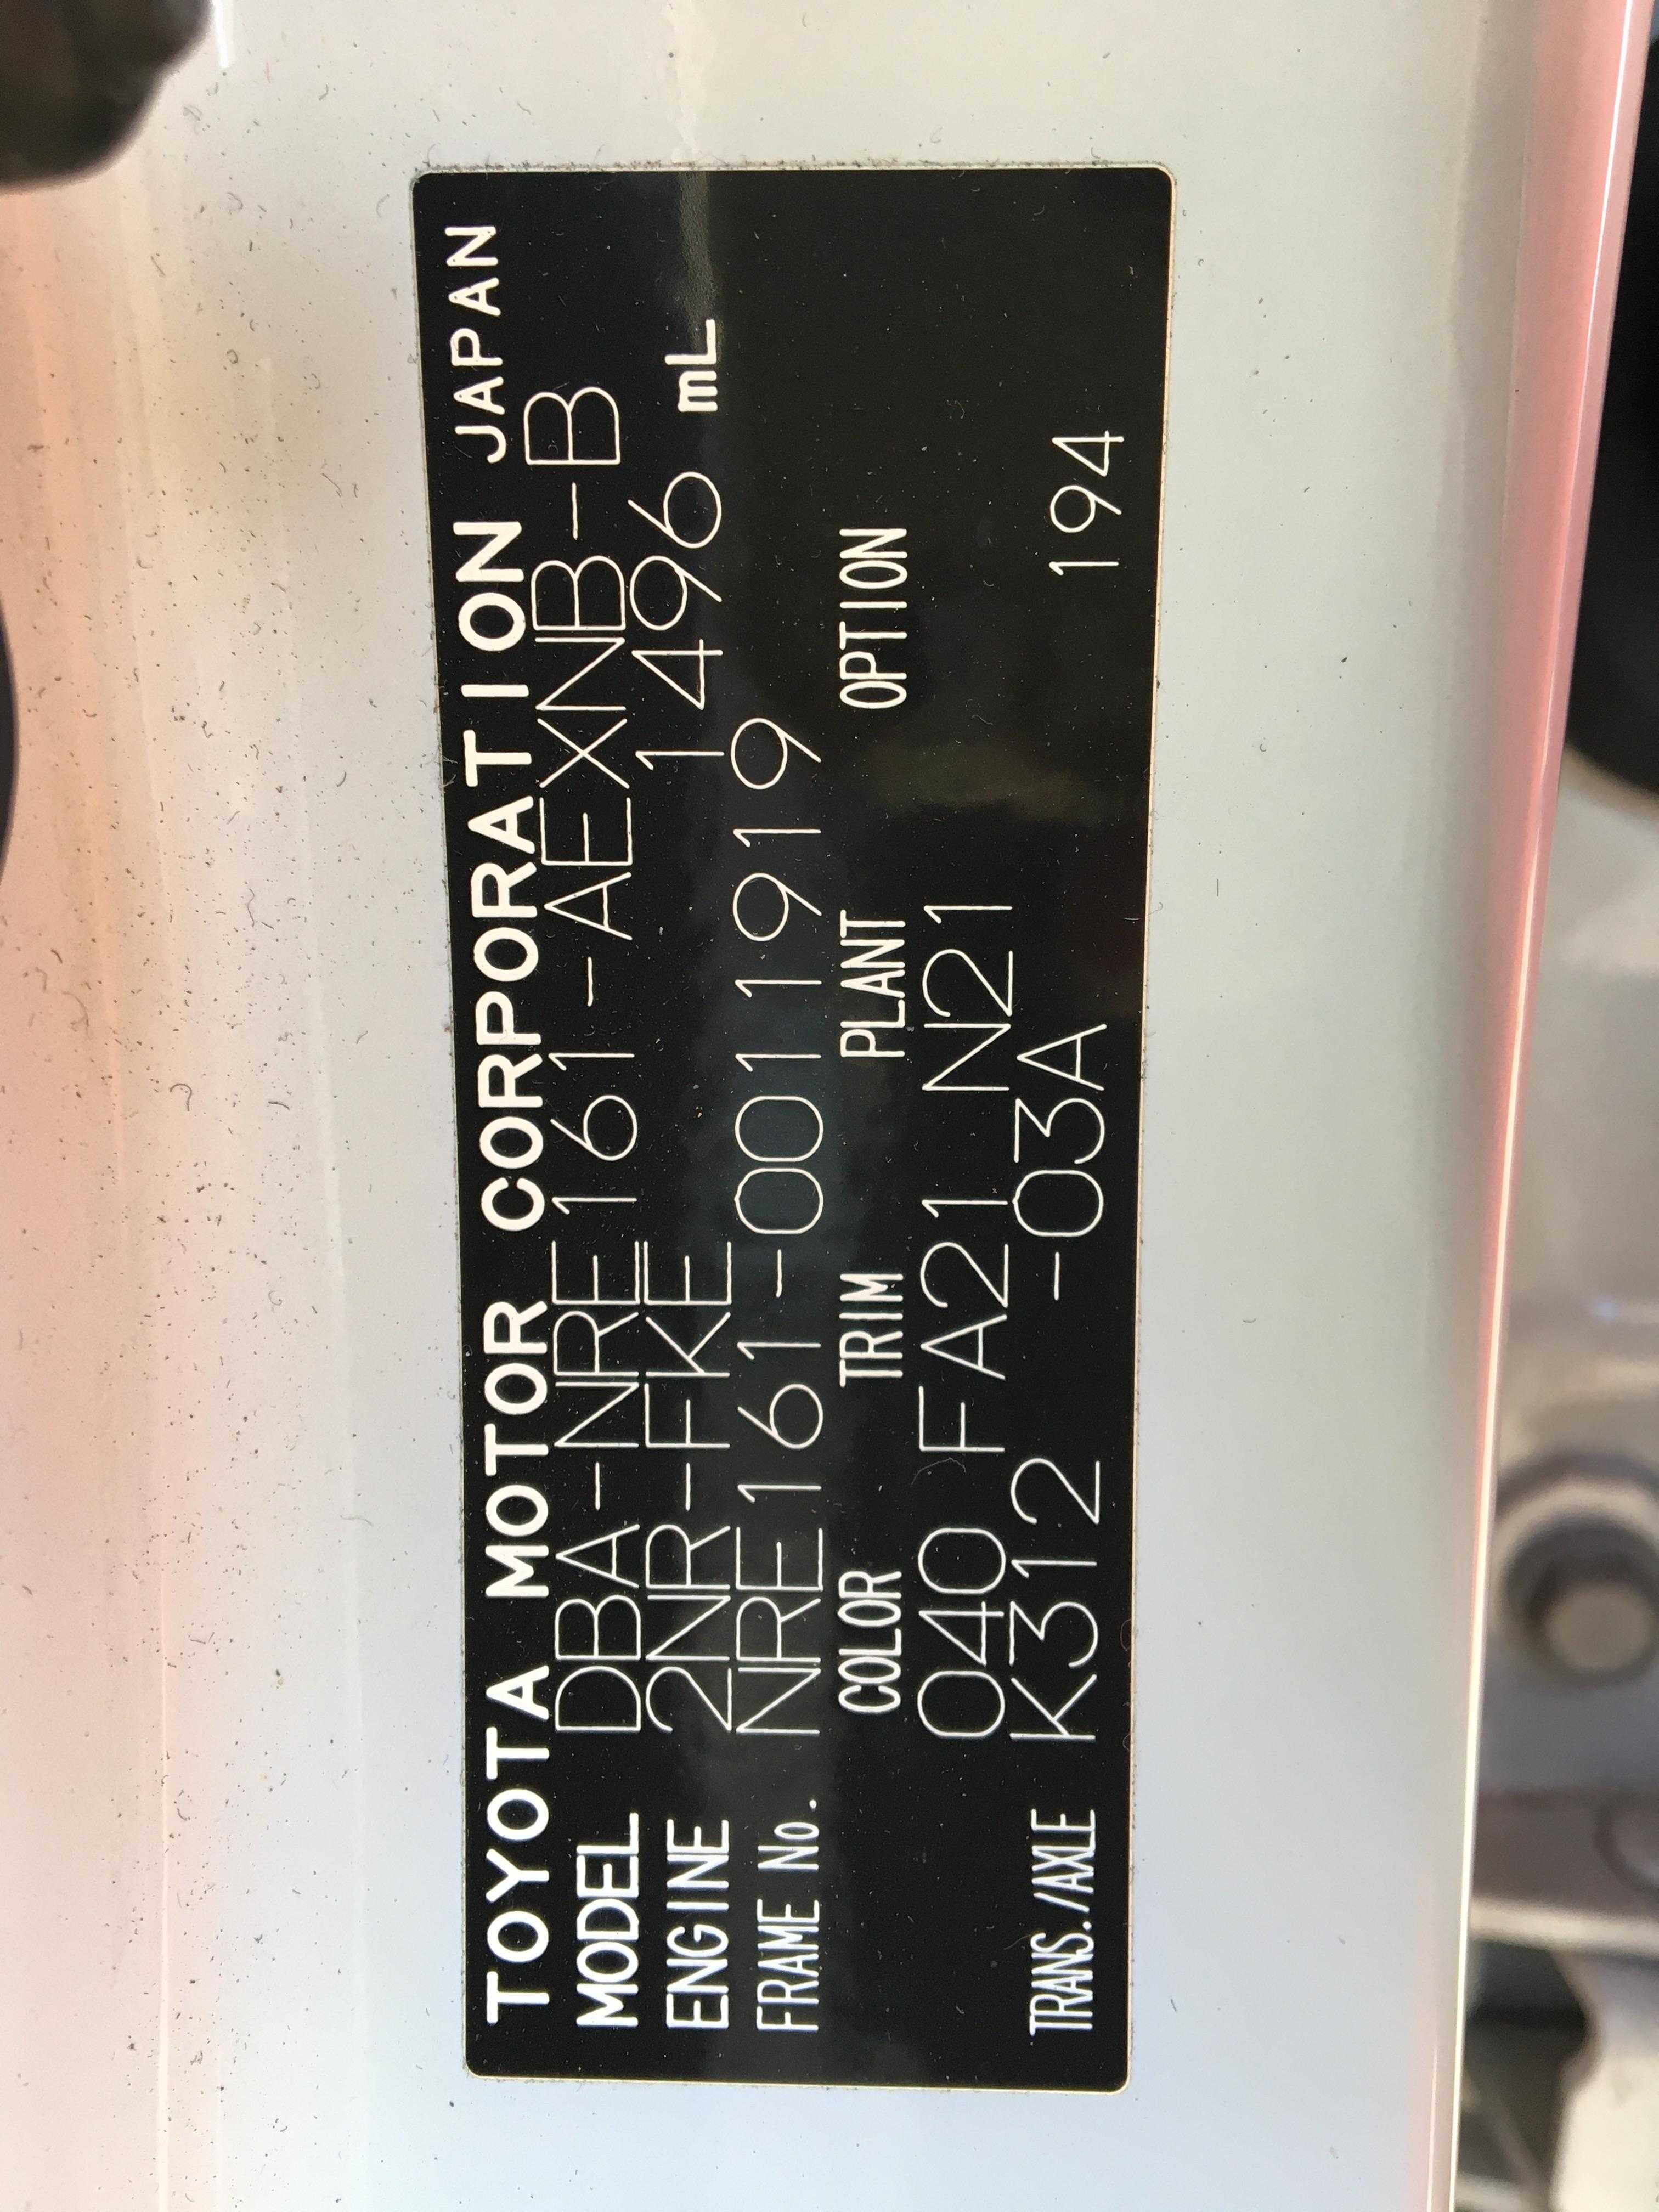 TOYOTA MOTOR CORPORATION JAPAN
MODEL DBA-NRE161-AEXNB-B
ENGINE 2NR-FKE 1496 mL
FRAME No. NRE161-0011919
COLOR TRIM PLANT OPTION
040 FA21 N21
TRANS./AXLE K312 -03A 194